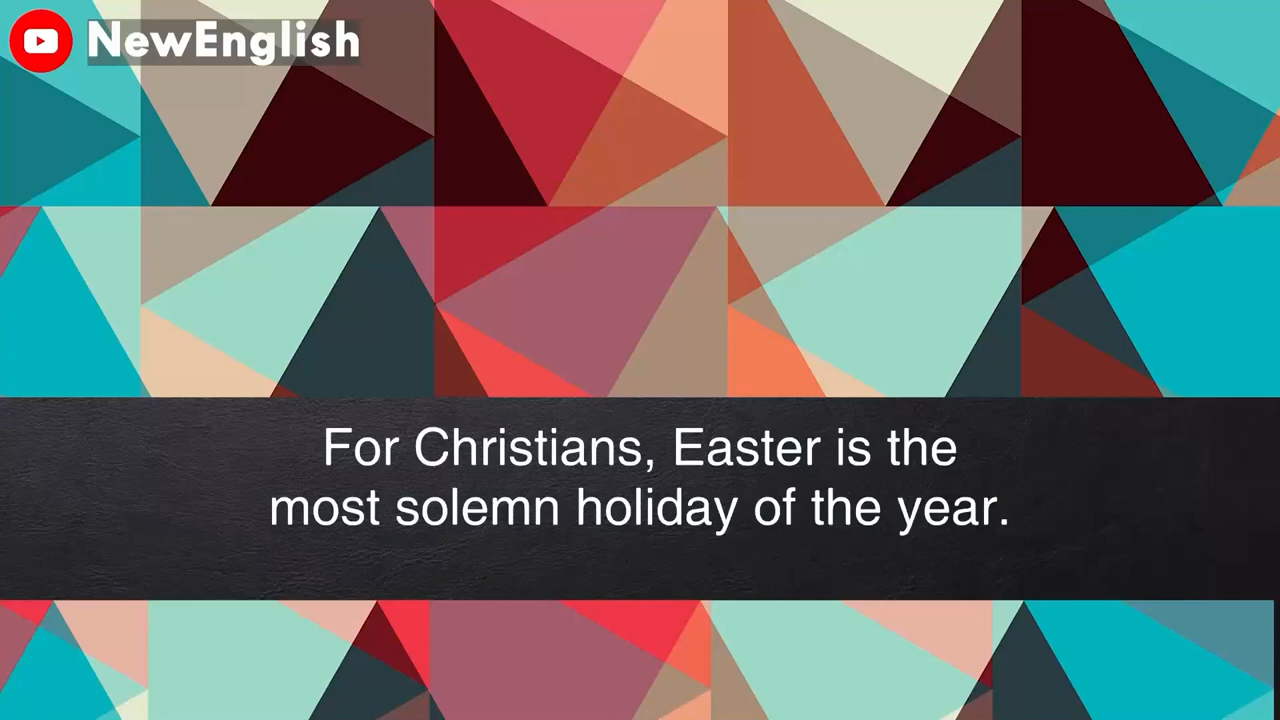 NewEnglish
For Christians, Easter is the
most solemn holiday of the year.